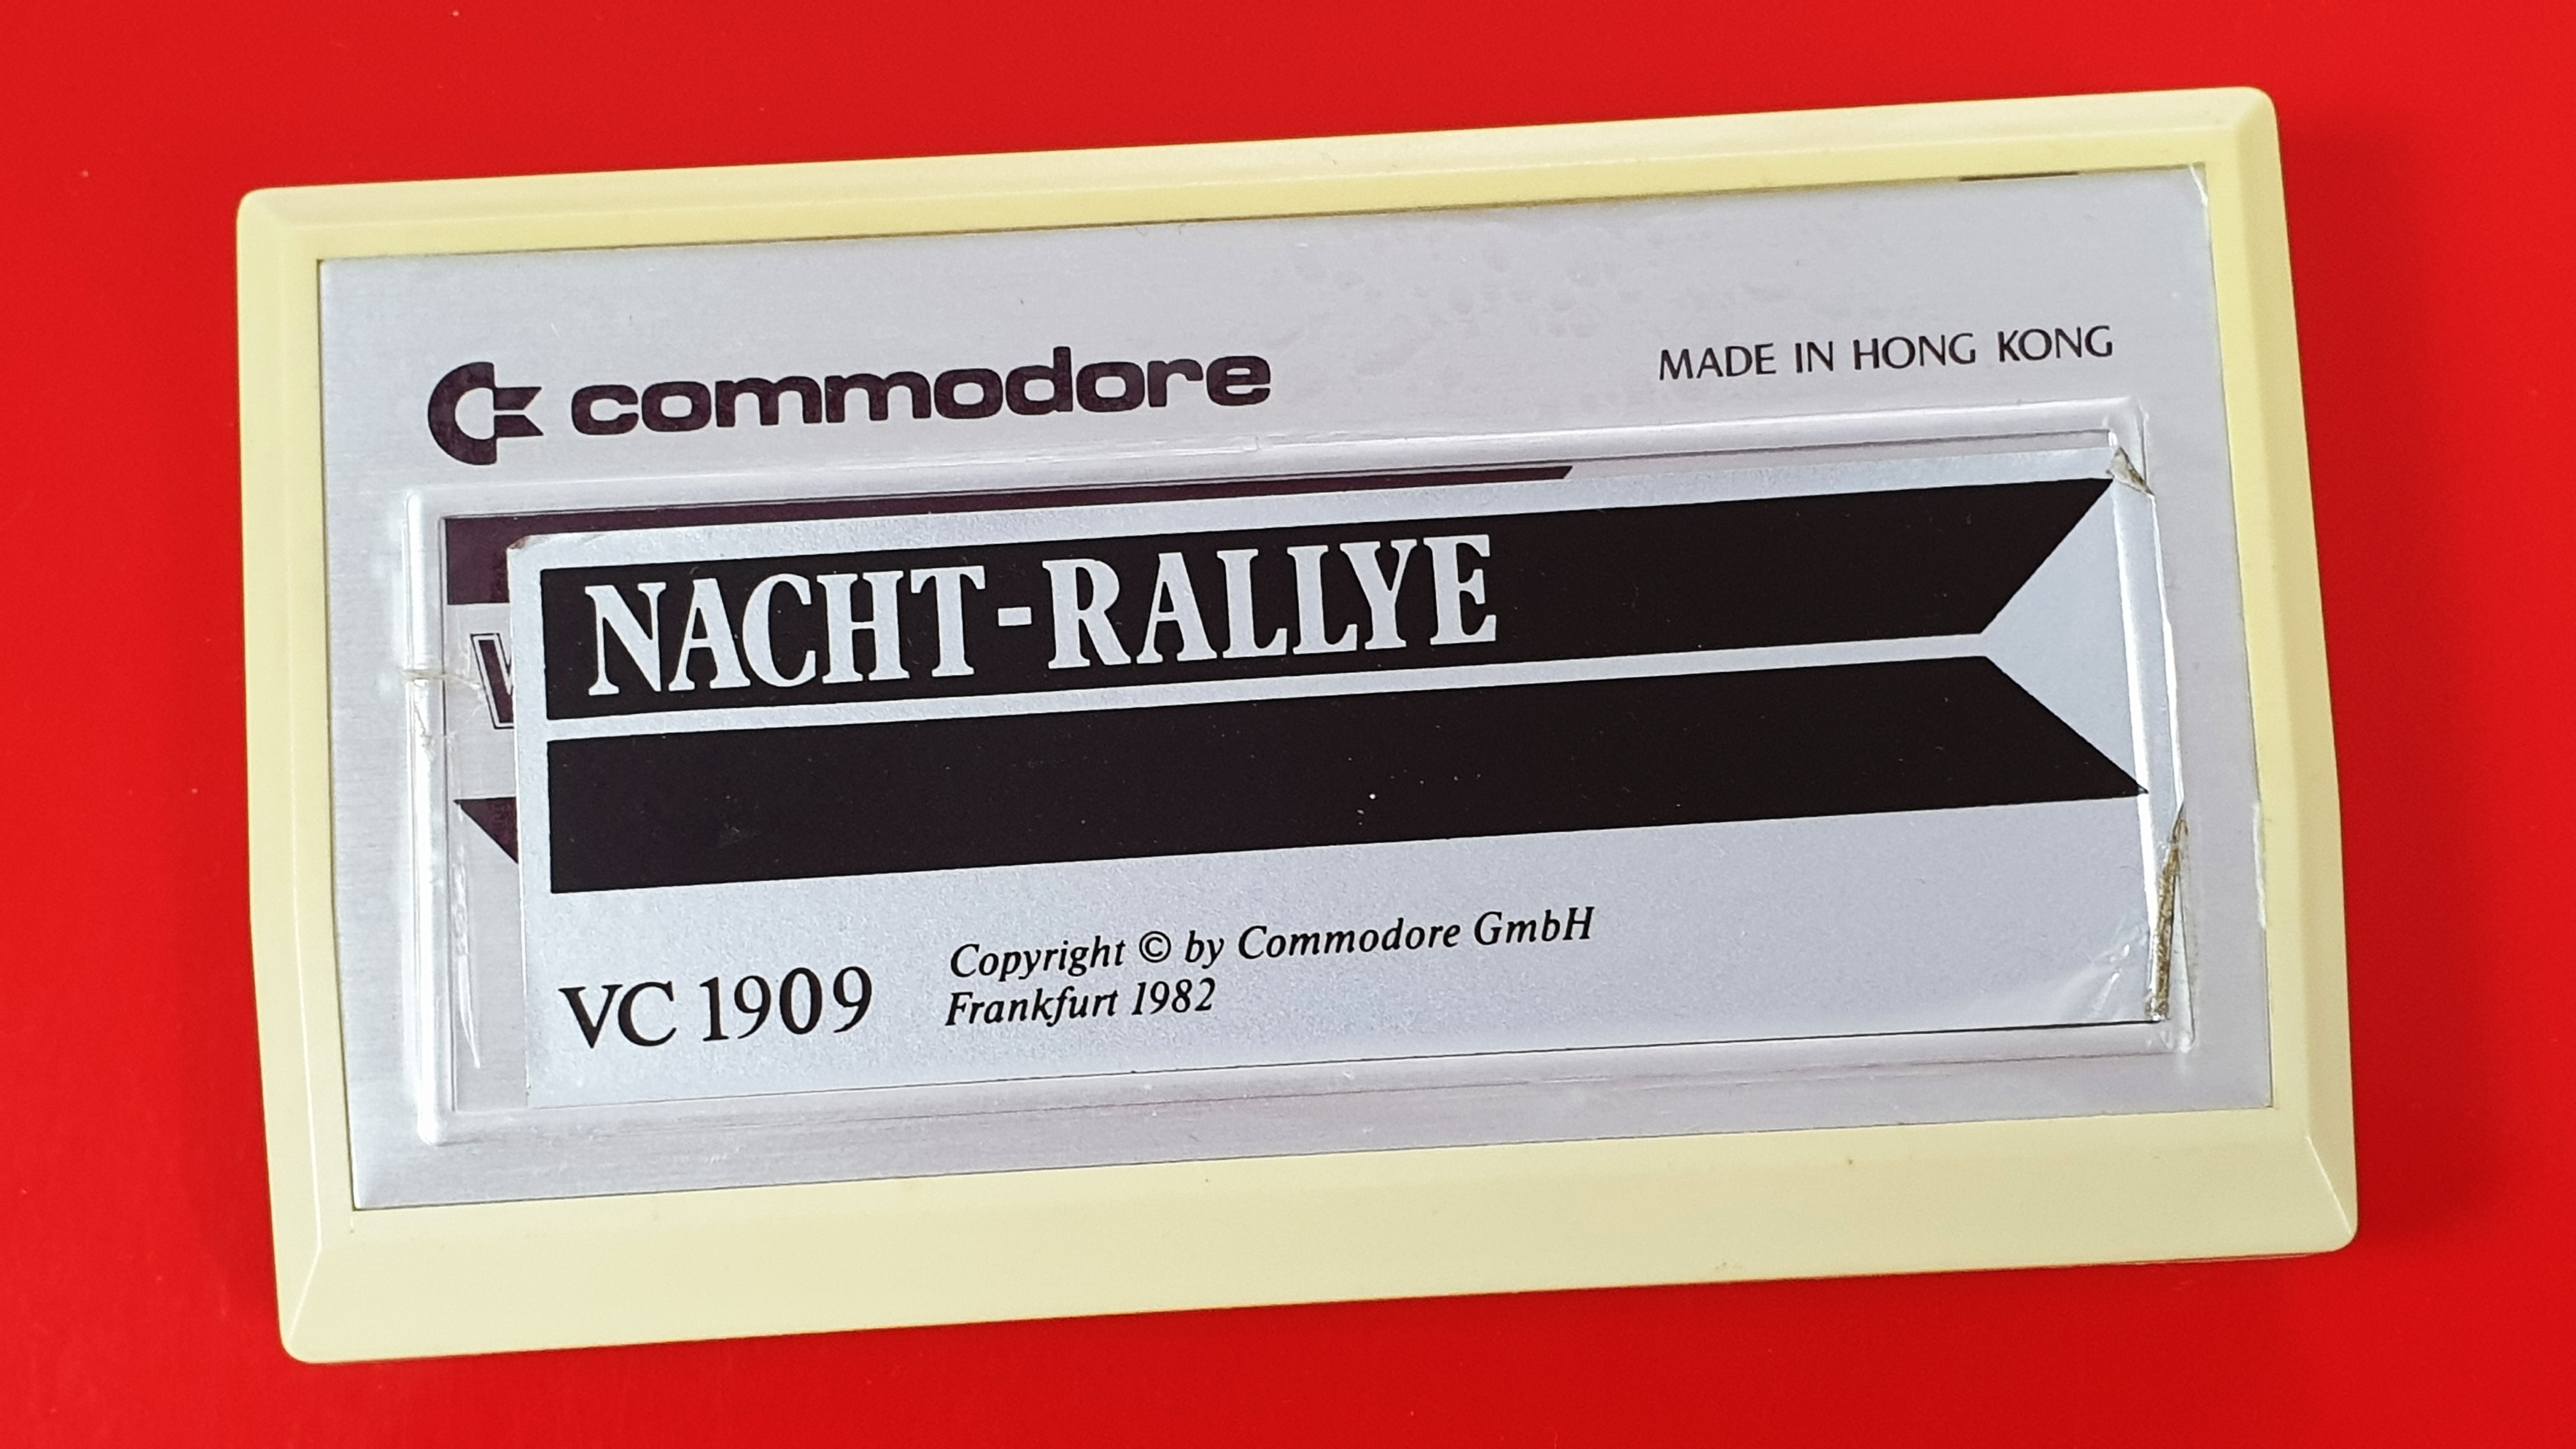 commodore
MADE IN HONG KONG
NACHT-RALLYE
VC 1909
Copyright © by Commodore GmbH
Frankfurt 1982